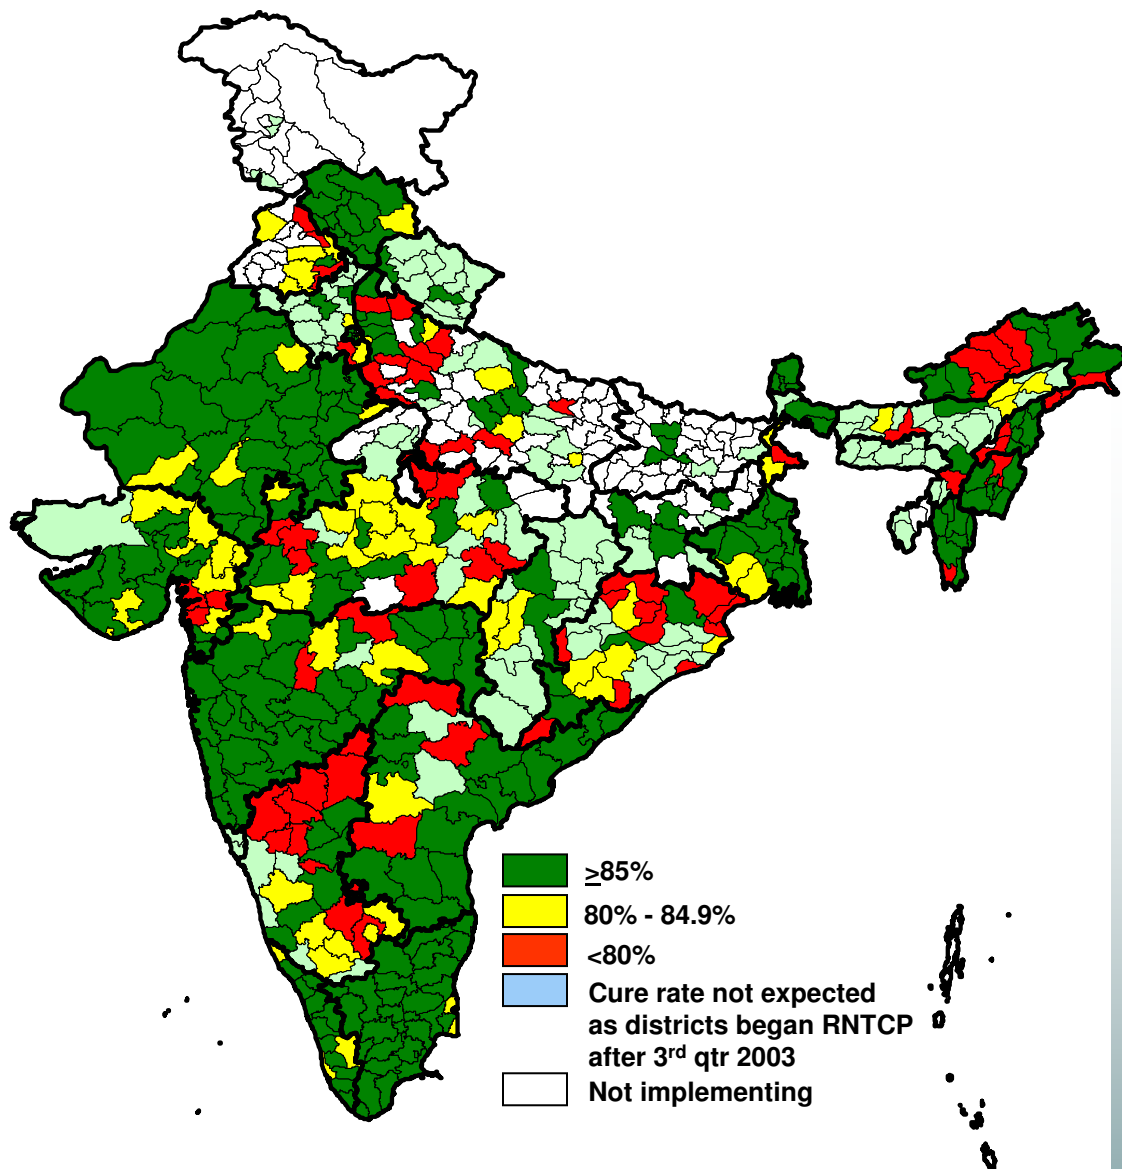 ≥85%
80% - 84.9%
<80%
Cure rate not expected
as districts began RNTCP
after 3rd qtr 2003
Not implementing